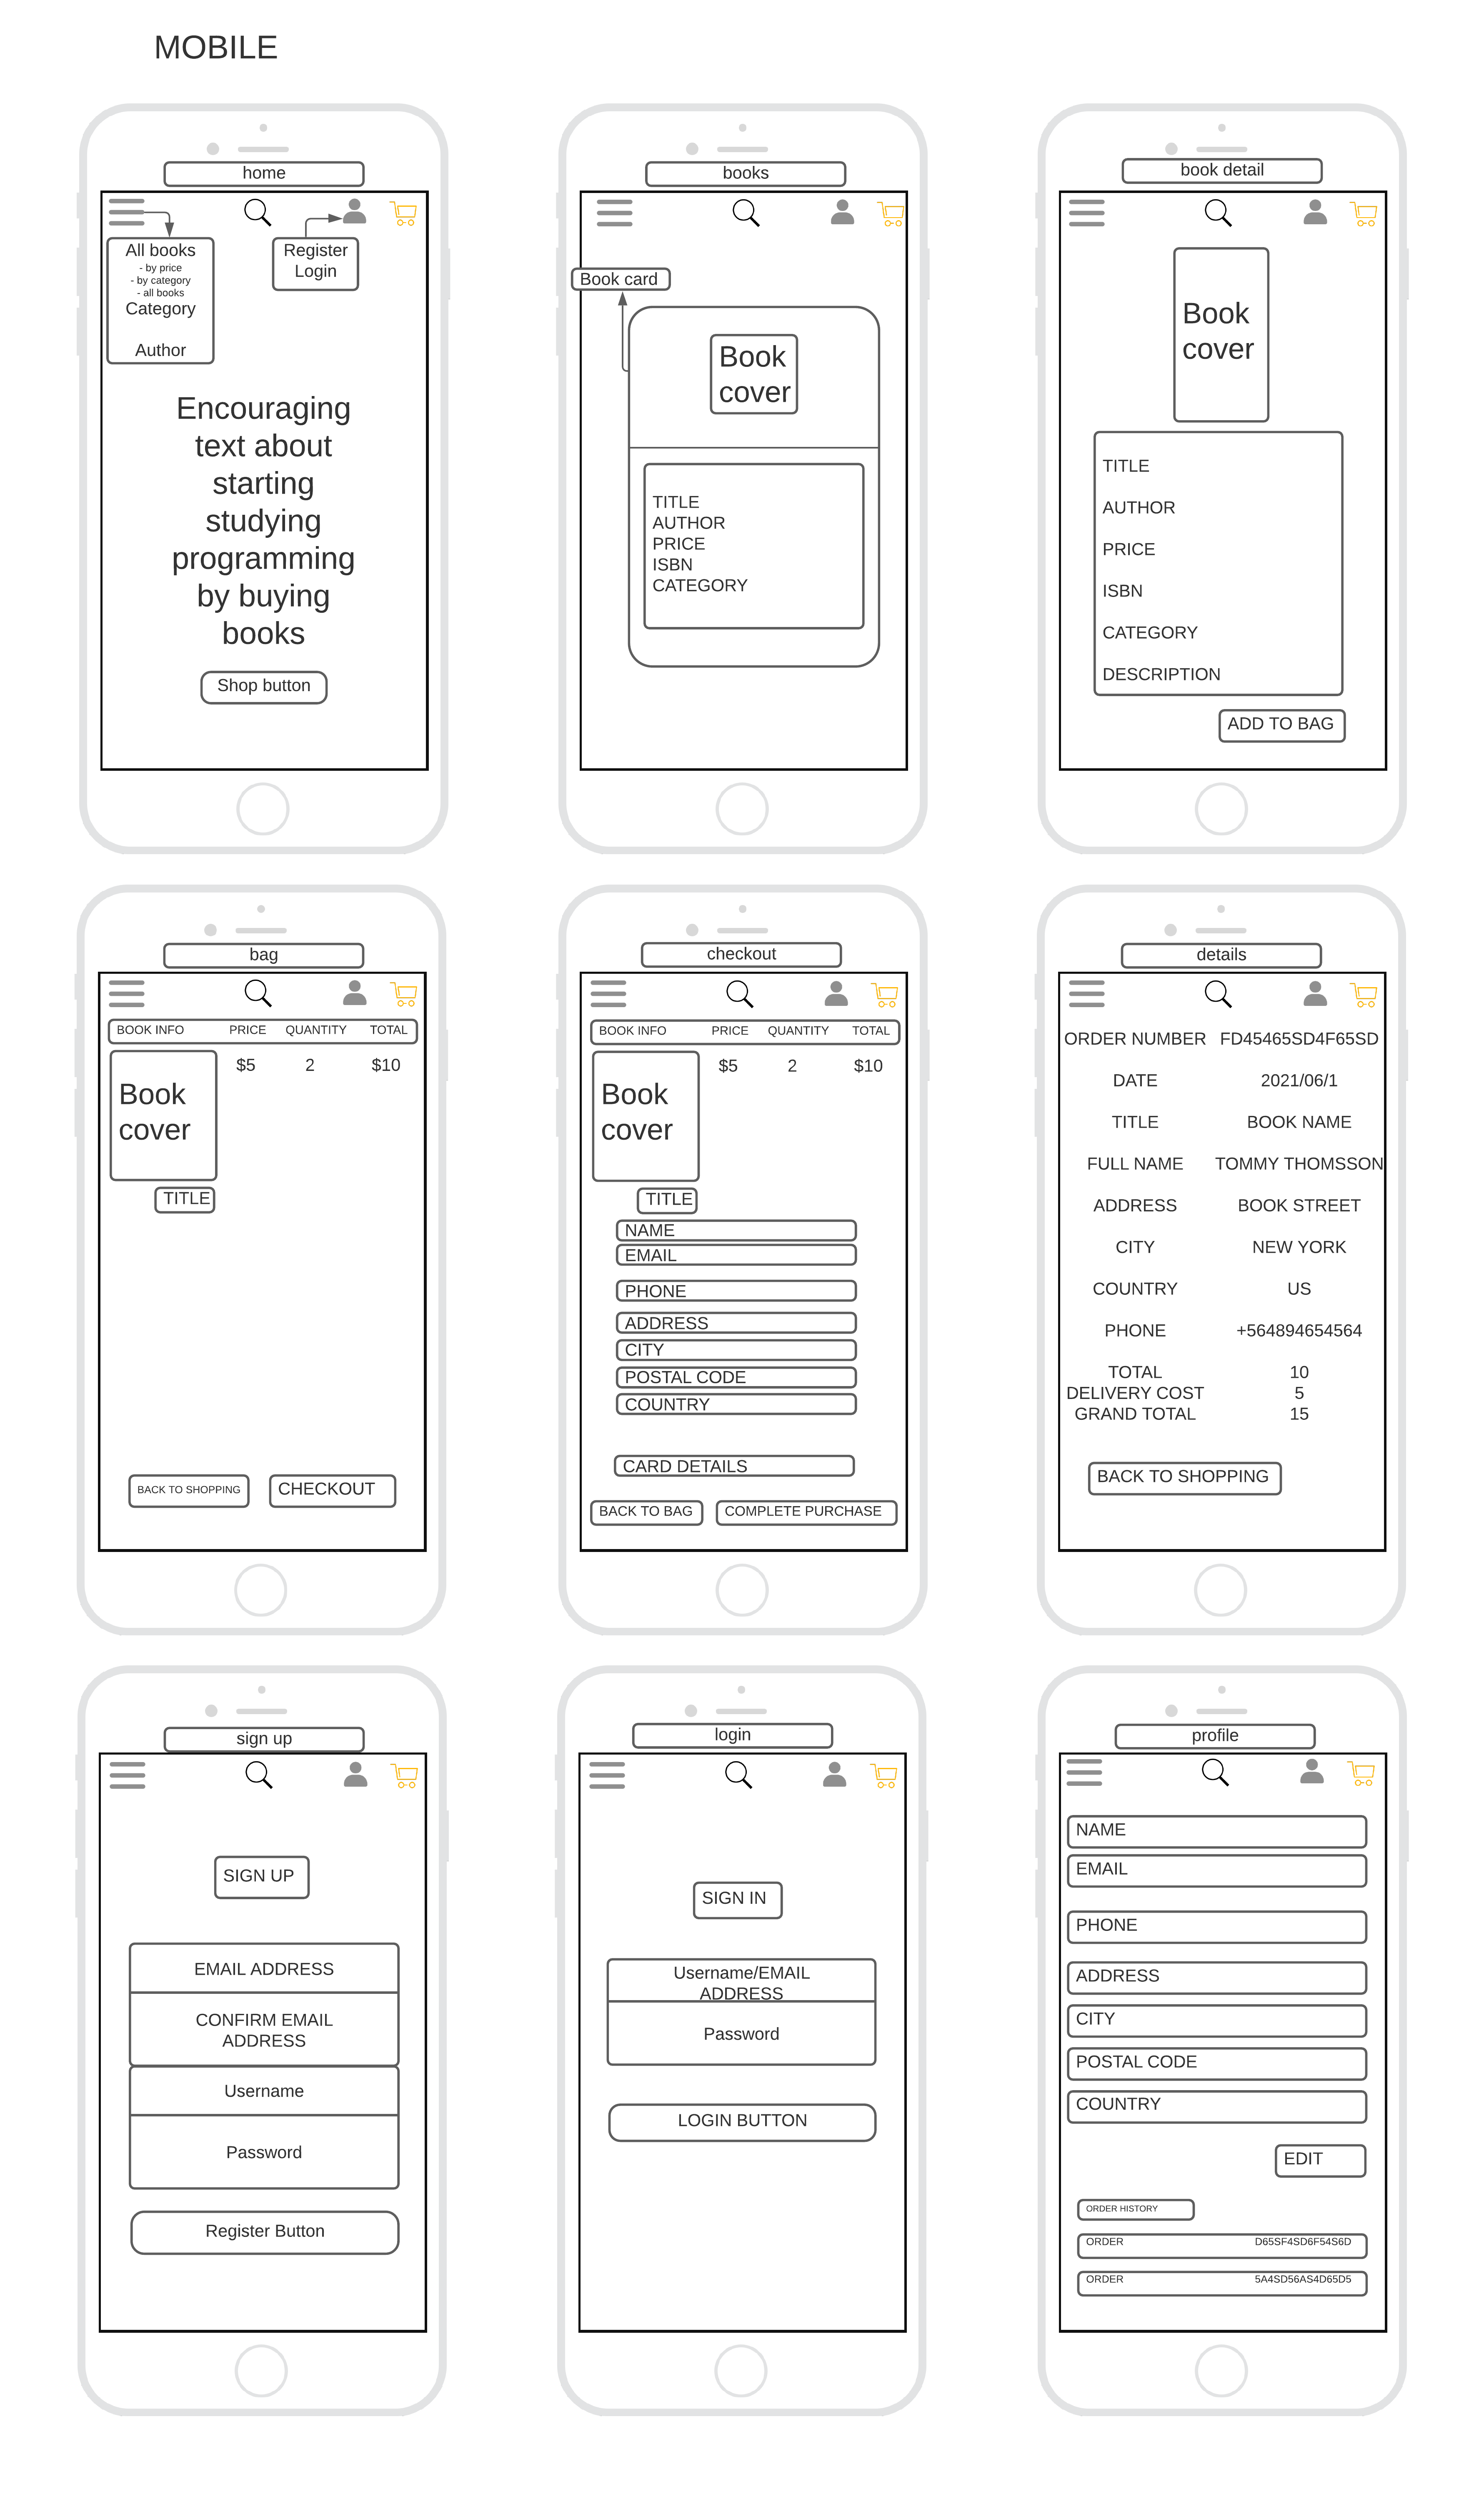 MOBILE
home
All books
- by price
- by category
- all books
Category
Author
Register
Login
Encouraging
text about
starting
studying
programming
by buying
books
Shop button
books
Book card
Book
cover
TITLE
AUTHOR
PRICE
ISBN
CATEGORY
book detail
Book
cover
TITLE
AUTHOR
PRICE
ISBN
CATEGORY
DESCRIPTION
ADD TO BAG
bag
BOOK INFO PRICE QUANTITY TOTAL
$5 2 $10
Book
cover
TITLE
BACK TO SHOPPING CHECKOUT
checkout
BOOK INFO PRICE QUANTITY TOTAL
$5 2 $10
Book
cover
TITLE
NAME
EMAIL
PHONE
ADDRESS
CITY
POSTAL CODE
COUNTRY
CARD DETAILS
BACK TO BAG COMPLETE PURCHASE
details
ORDER NUMBER FD45465SD4F65SD
DATE 2021/06/1
TITLE BOOK NAME
FULL NAME TOMMY THOMSSON
ADDRESS BOOK STREET
CITY NEW YORK
COUNTRY US
PHONE +564894654564
TOTAL 10
DELIVERY COST 5
GRAND TOTAL 15
BACK TO SHOPPING
sign up
SIGN UP
EMAIL ADDRESS
CONFIRM EMAIL
ADDRESS
Username
Password
Register Button
login
SIGN IN
Username/EMAIL
ADDRESS
Password
LOGIN BUTTON
profile
NAME
EMAIL
PHONE
ADDRESS
CITY
POSTAL CODE
COUNTRY
EDIT
ORDER HISTORY
ORDER D65SF4SD6F54S6D
ORDER 5A4SD56AS4D65D5